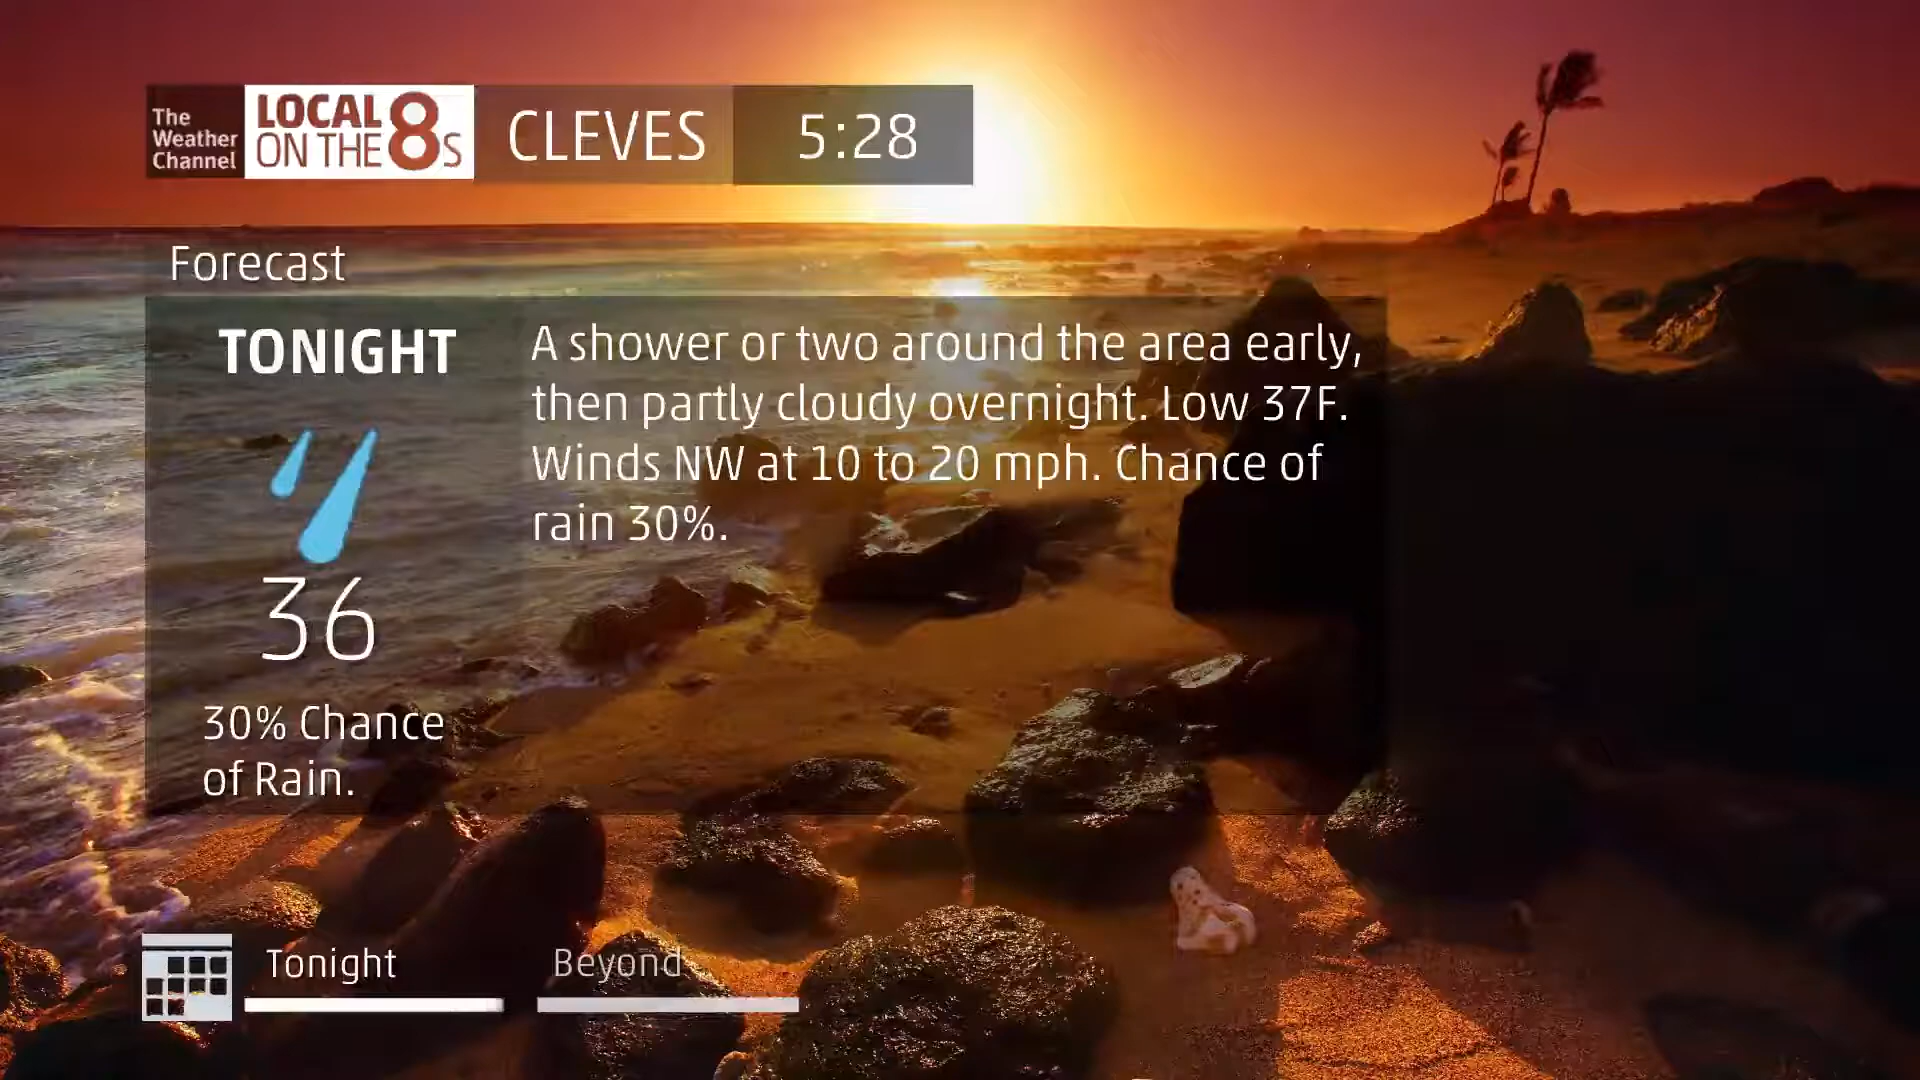 The
Weather
Channel
LOCAL
ON THE 8s
CLEVES
5:28
Forecast
TONIGHT
A shower or two around the area early,
then partly cloudy overnight. Low 37F.
Winds NW at 10 to 20 mph. Chance of
rain 30%.
36
30% Chance
of Rain.
Tonight
Beyond